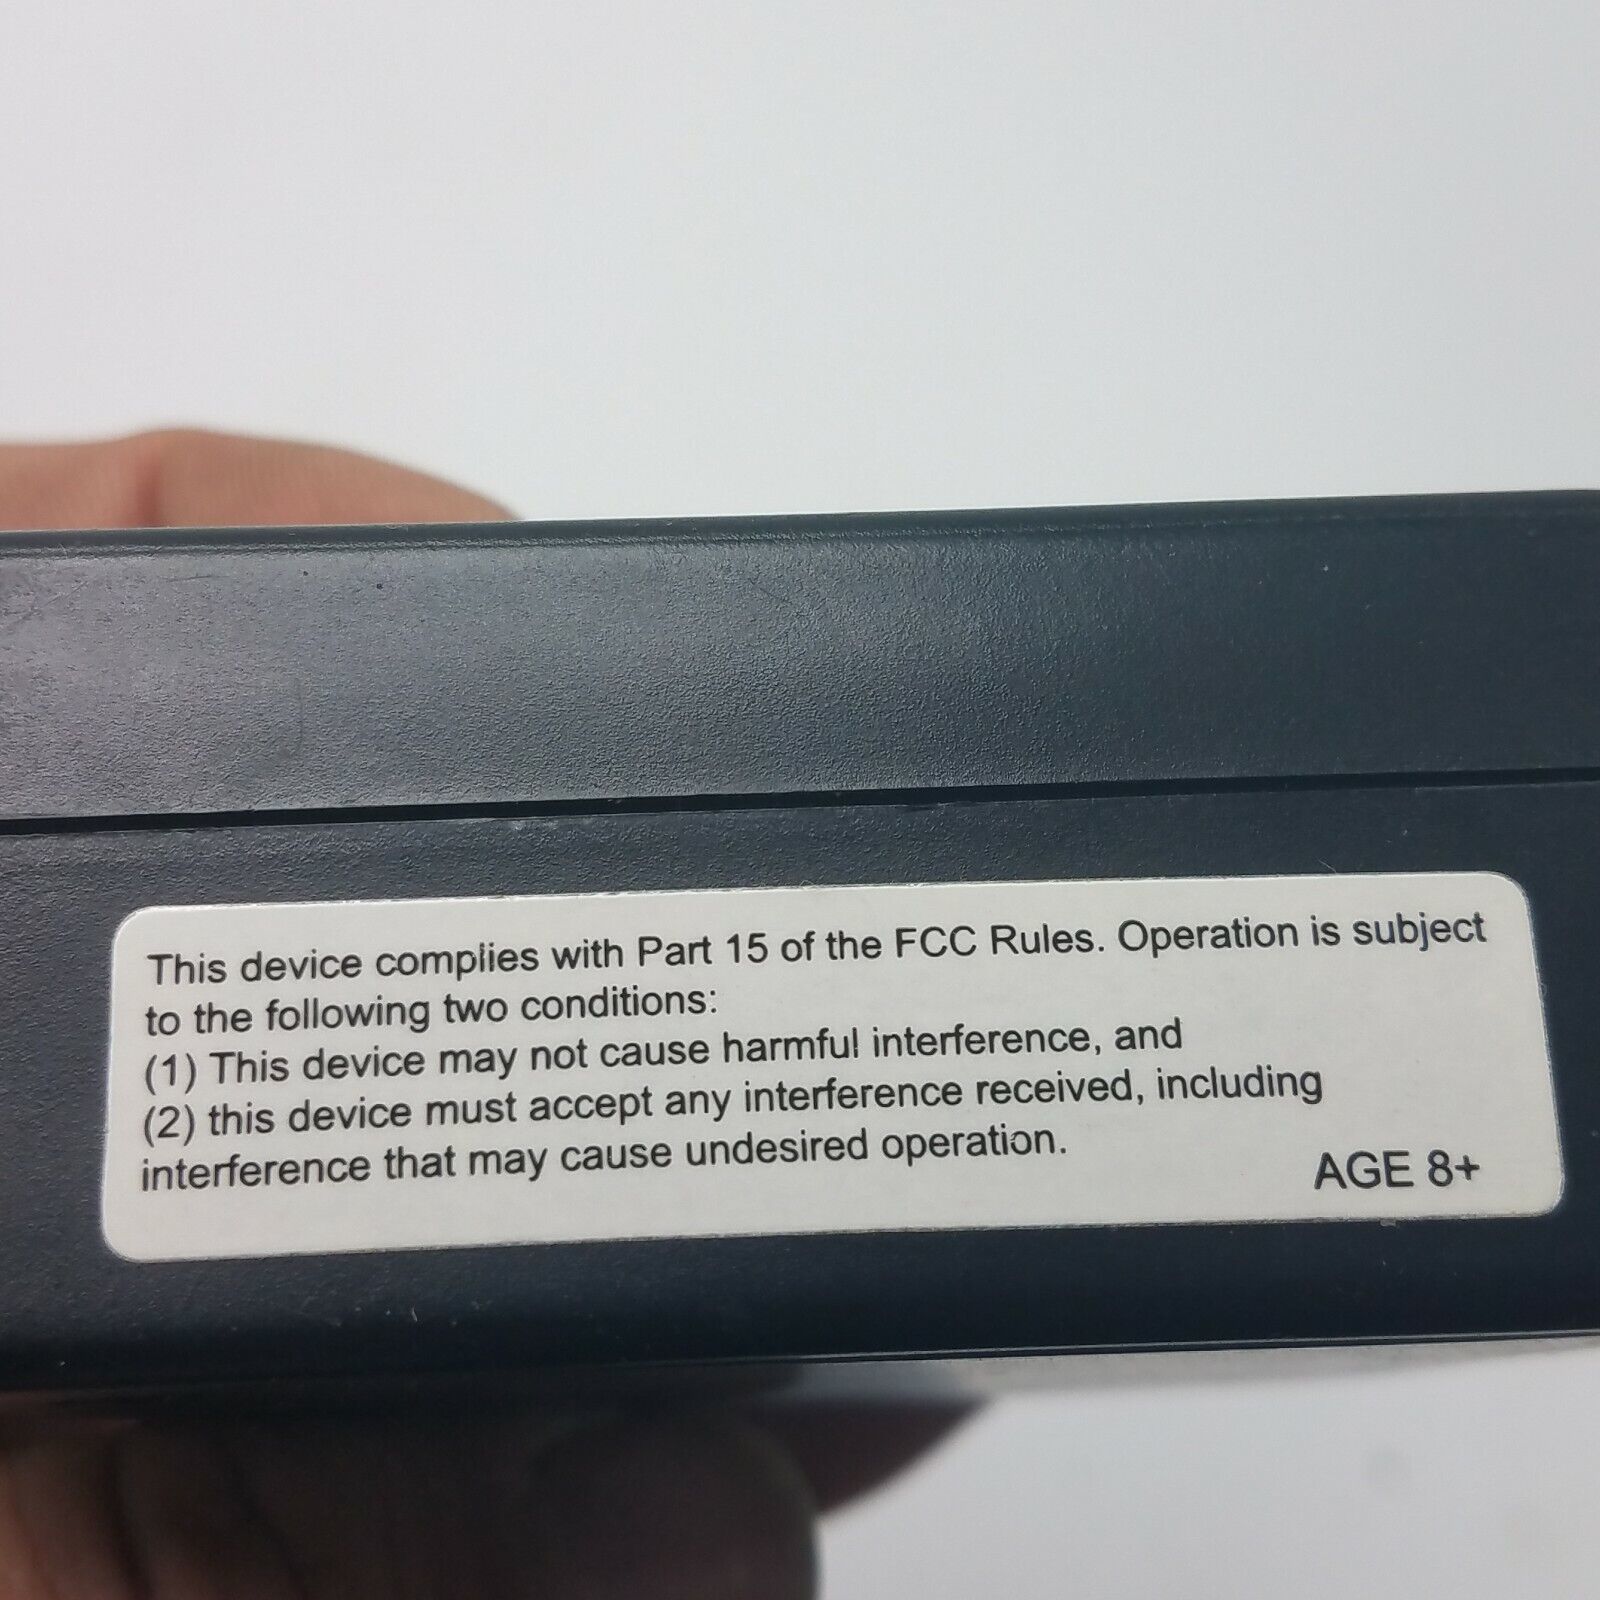 This device complies with Part 15 of the FCC Rules. Operation is subject
to the following two conditions:
(1) This device may not cause harmful interference, and
(2) this device must accept any interference received, including
interference that may cause undesired operation.
AGE 8+